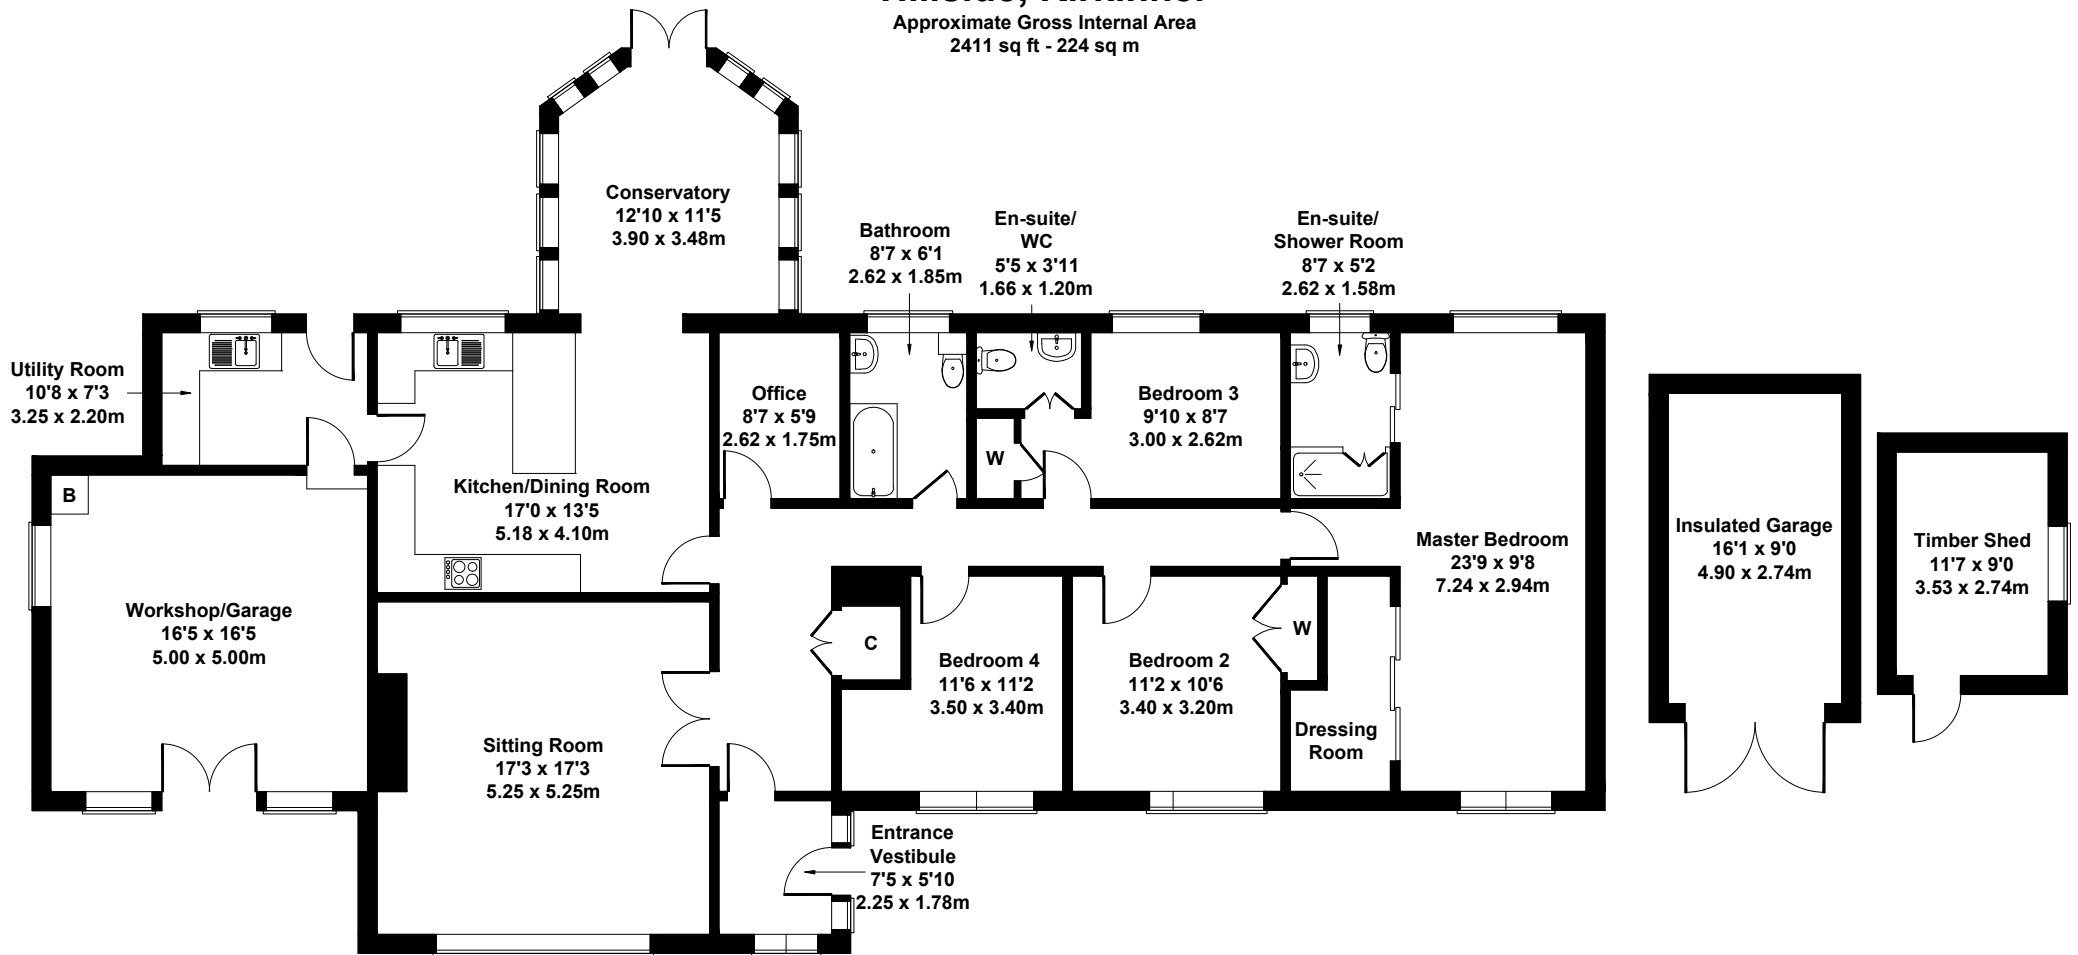 Approximate Gross Internal Area
2411 sq ft - 224 sq m
Conservatory
12'10 x 11'5
3.90 x 3.48m
Bathroom
8'7 x 6'1
2.62 x 1.85m
En-suite/
WC
5'5 x 3'11
1.66 x 1.20m
En-suite/
Shower Room
8'7 x 5'2
2.62 x 1.58m
Utility Room
10'8 x 7'3
3.25 x 2.20m
Office
8'7 x 5'9
2.62 x 1.75m
Bedroom 3
9'10 x 8'7
3.00 x 2.62m
W
B
Kitchen/Dining Room
17'0 x 13'5
5.18 x 4.10m
Master Bedroom
23'9 x 9'8
7.24 x 2.94m
Insulated Garage
16'1 x 9'0
4.90 x 2.74m
Timber Shed
11'7 x 9'0
3.53 x 2.74m
Workshop/Garage
16'5 x 16'5
5.00 x 5.00m
C
W
Bedroom 4
11'6 x 11'2
3.50 x 3.40m
Bedroom 2
11'2 x 10'6
3.40 x 3.20m
Dressing
Room
Sitting Room
17'3 x 17'3
5.25 x 5.25m
Entrance
Vestibule
7'5 x 5'10
2.25 x 1.78m